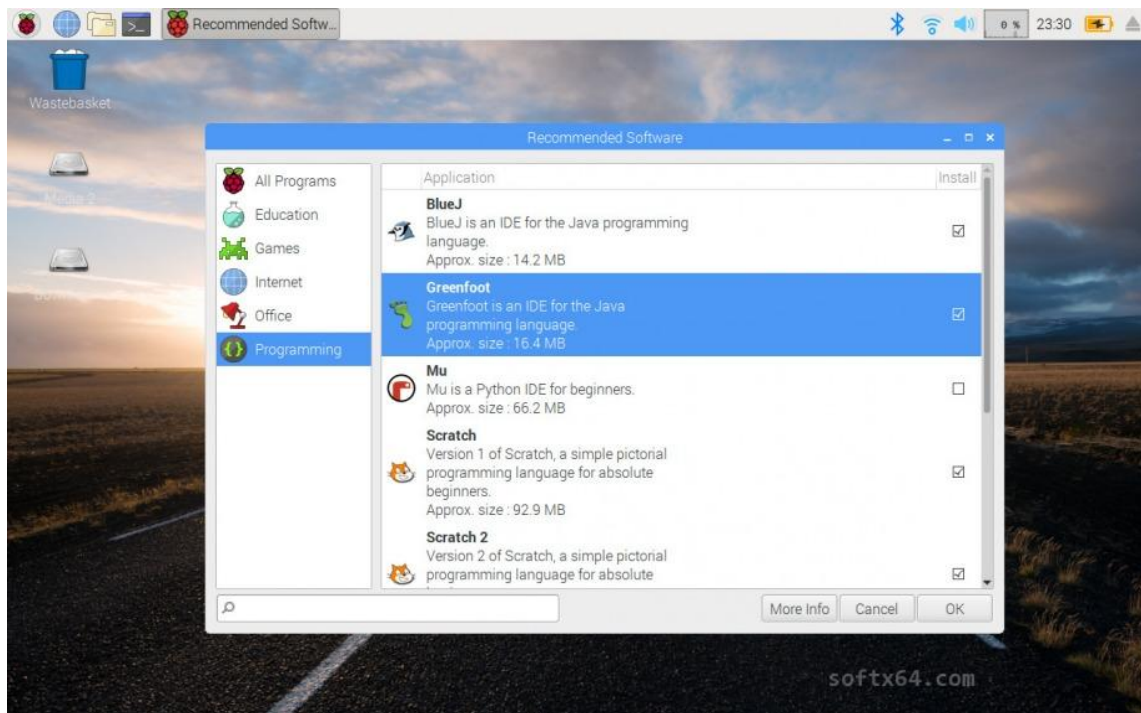 Recommended Softw...
0 %
23:30
Wastebasket
Media 2
Recommended Software
All Programs
Education
Games
Internet
Office
Programming
Application
Install
BlueJ
BlueJ is an IDE for the Java programming
language.
Approx. size : 14.2 MB
Greenfoot
Greenfoot is an IDE for the Java
programming language.
Approx. size : 16.4 MB
Mu
Mu is a Python IDE for beginners.
Approx. size : 66.2 MB
Scratch
Version 1 of Scratch, a simple pictorial
programming language for absolute
beginners.
Approx. size : 92.9 MB
Scratch 2
Version 2 of Scratch, a simple pictorial
programming language for absolute
More Info
Cancel
OK
softx64.com